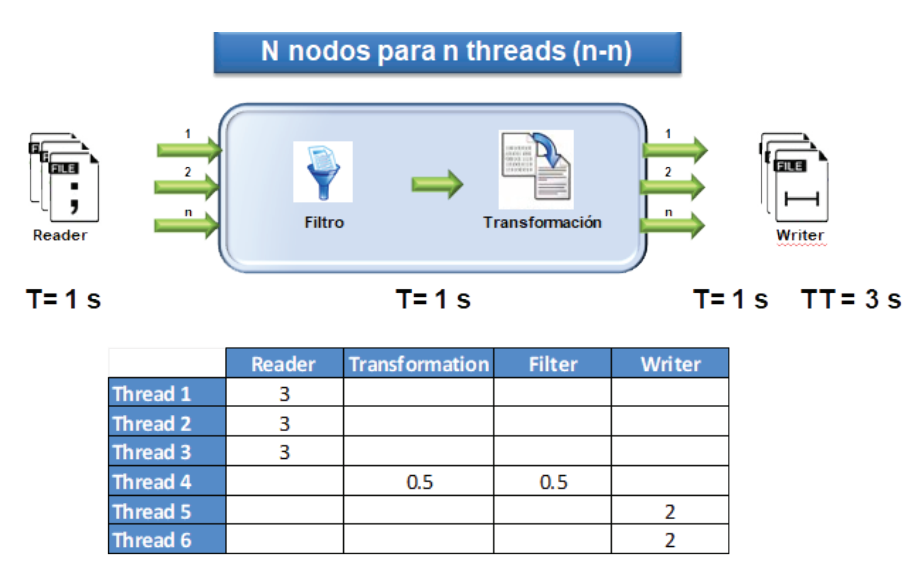 N nodos para n threads (n-n)
1 1
FILE 2 2 FILE
; n Filtro Transformación n
Reader Writer
T= 1 s T= 1 s T= 1 s TT = 3 s
Reader Transformation Filter Writer
Thread 1 3
Thread 2 3
Thread 3 3
Thread 4 0.5 0.5
Thread 5 2
Thread 6 2